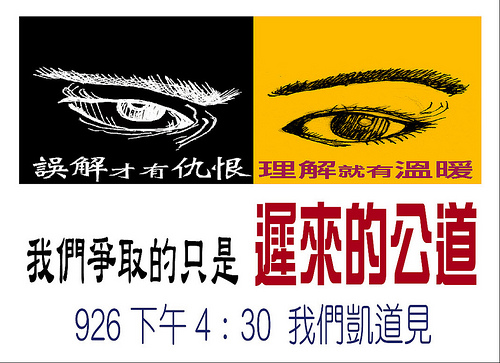 誤解才有仇恨 理解就有溫暖
我們爭取的只是 遲來的公道
926 下午 4：30 我們凱道見